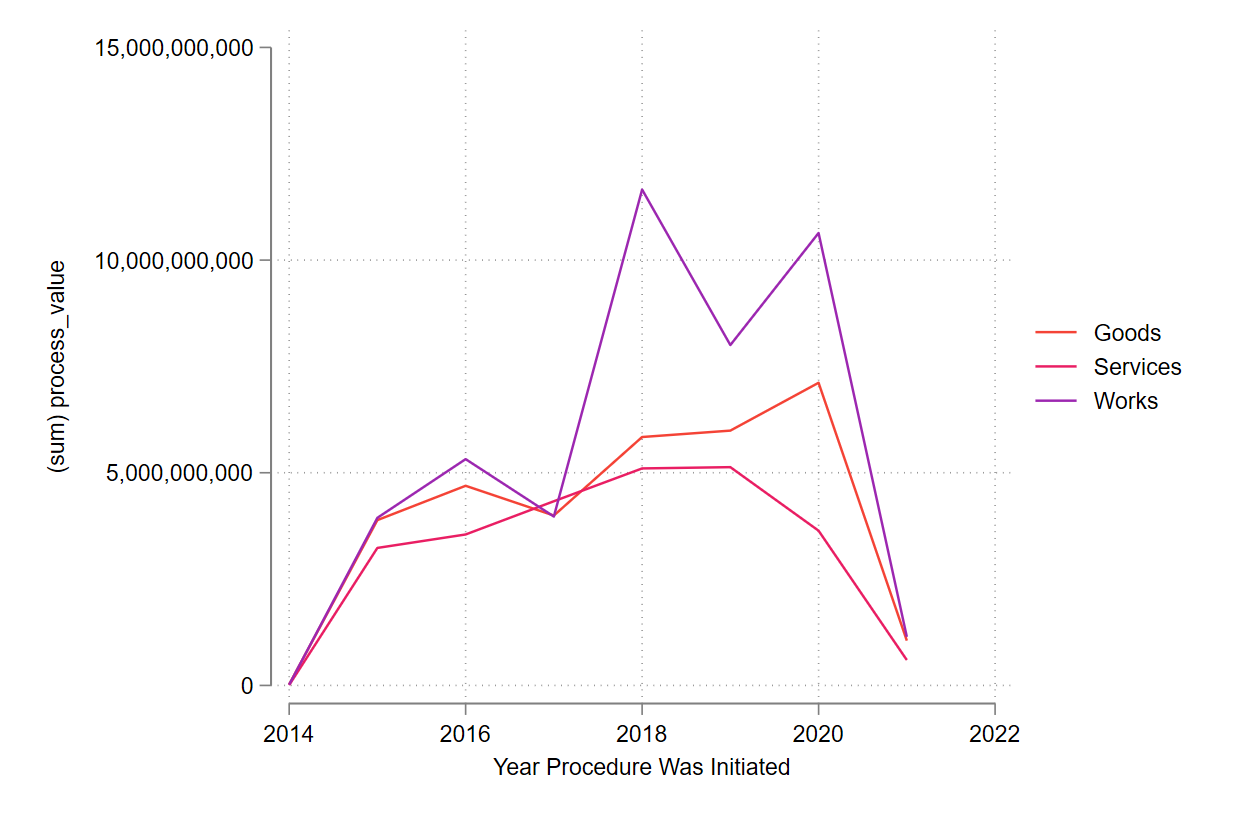 15,000,000,000
10,000,000,000
5,000,000,000
0
(sum) process_value
2014 2016 2018 2020 2022
Year Procedure Was Initiated
Goods
Services
Works